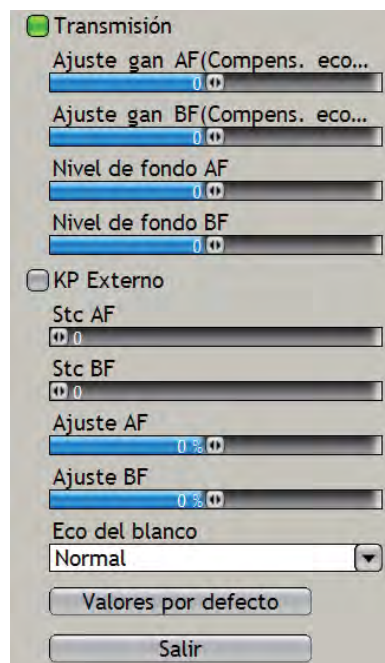 Transmisión
Ajuste gan AF(Compens. eco...
0
Ajuste gan BF(Compens. eco...
0
Nivel de fondo AF
0
Nivel de fondo BF
0
KP Externo
Stc AF
0
Stc BF
0
Ajuste AF
0 %
Ajuste BF
0 %
Eco del blanco
Normal
Valores por defecto
Salir